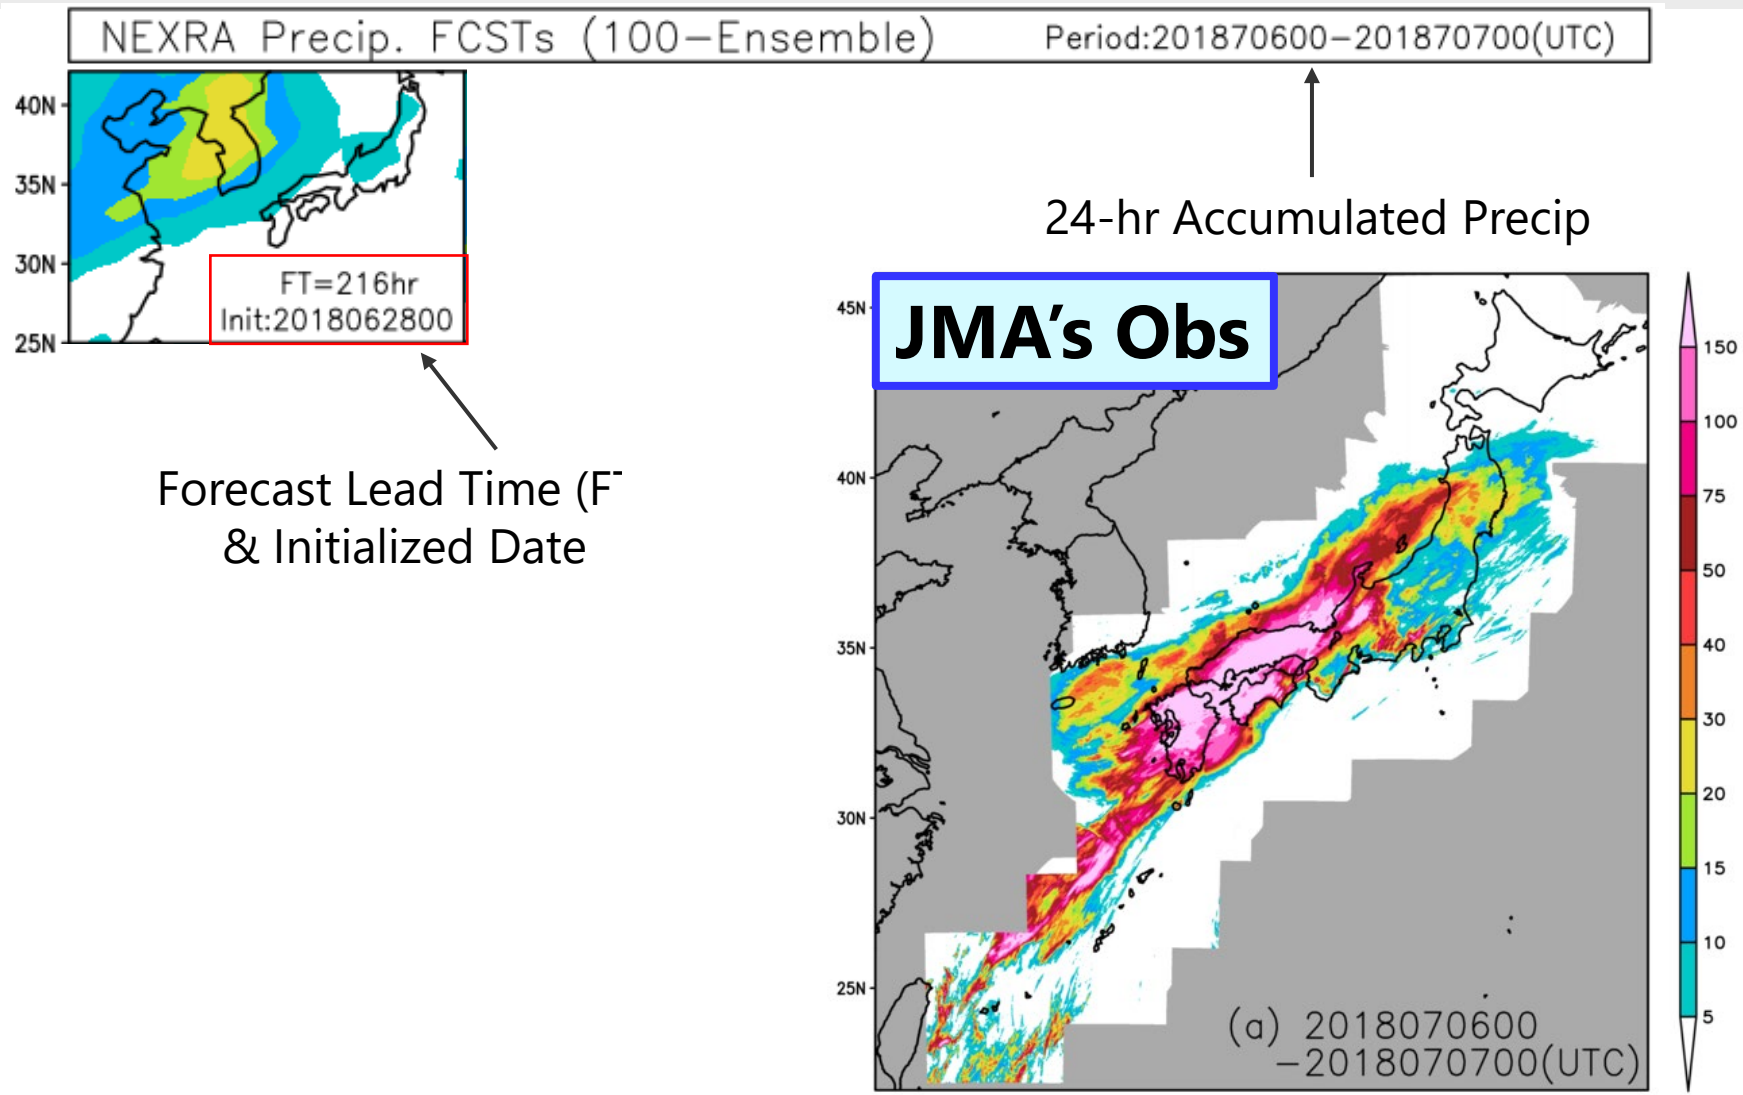 NEXRA Precip. FCSTs (100-Ensemble)
Period:201870600-201870700(UTC)
40N
35N
30N
25N
FT=216hr
Init:2018062800
Forecast Lead Time (FT
& Initialized Date
24-hr Accumulated Precip
JMA's Obs
45N
40N
35N
30N
25N
(a) 2018070600
-2018070700(UTC)
150
100
75
50
40
30
20
15
10
5